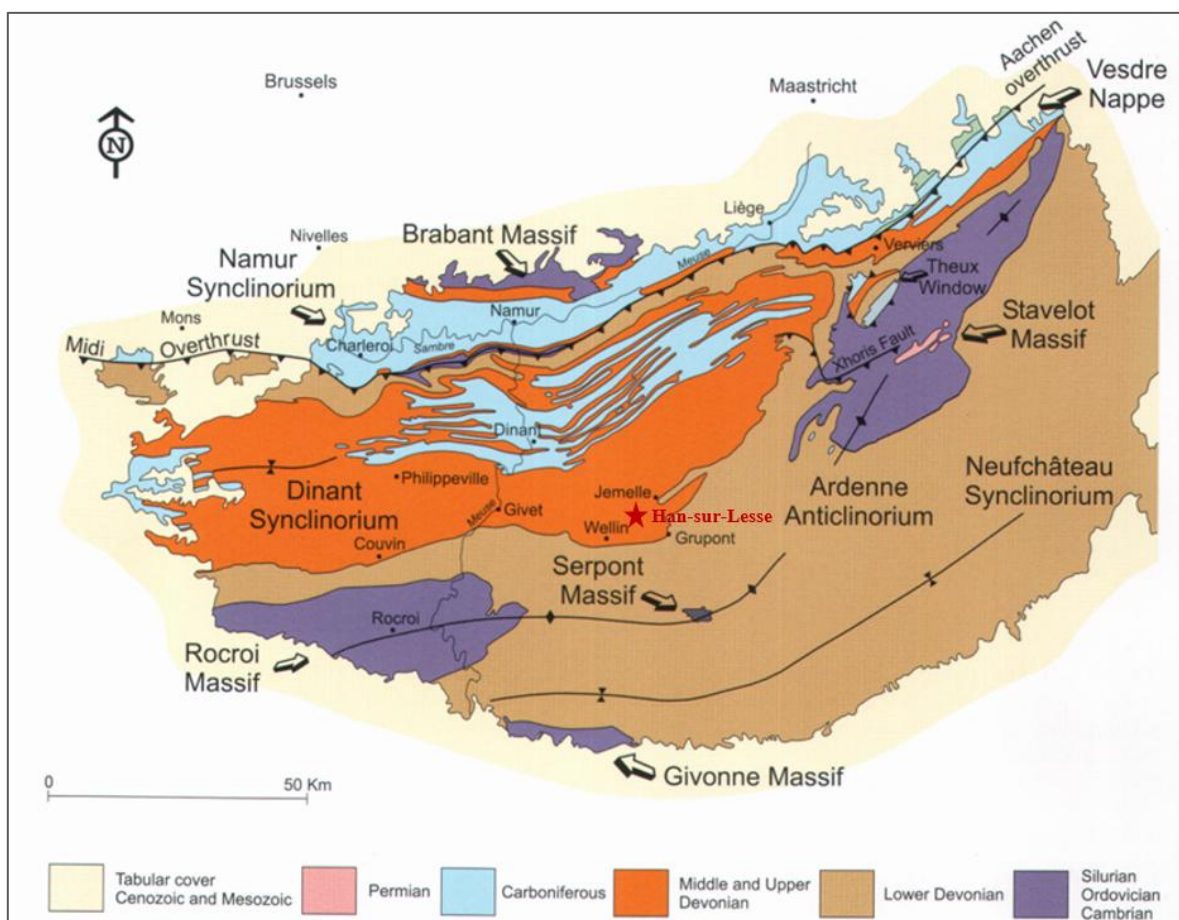 Brussels
Maastricht
Aachen
overthrust
Vesdre
Nappe
N
Nivelles
Brabant Massif
Liège
Meuse
Verviers
Namur
Synclinorium
Theux
Window
Mons
Namur
Stavelot
Massif
Midi
Overthrust
Charleroi
Sambre
Xhoris Fault
Dinant
Neufchâteau
Synclinorium
Philippeville
Ardenne
Anticlinorium
Dinant
Synclinorium
Meuse
Givet
Jemelle
Han-sur-Lesse
Wellin
Grupont
Couvin
Serpont
Massif
Rocroi
Rocroi
Massif
Givonne Massif
0
50 Km
Tabular cover
Cenozoic and Mesozoic
Permian
Carboniferous
Middle and Upper
Devonian
Lower Devonian
Silurian
Ordovician
Cambrian